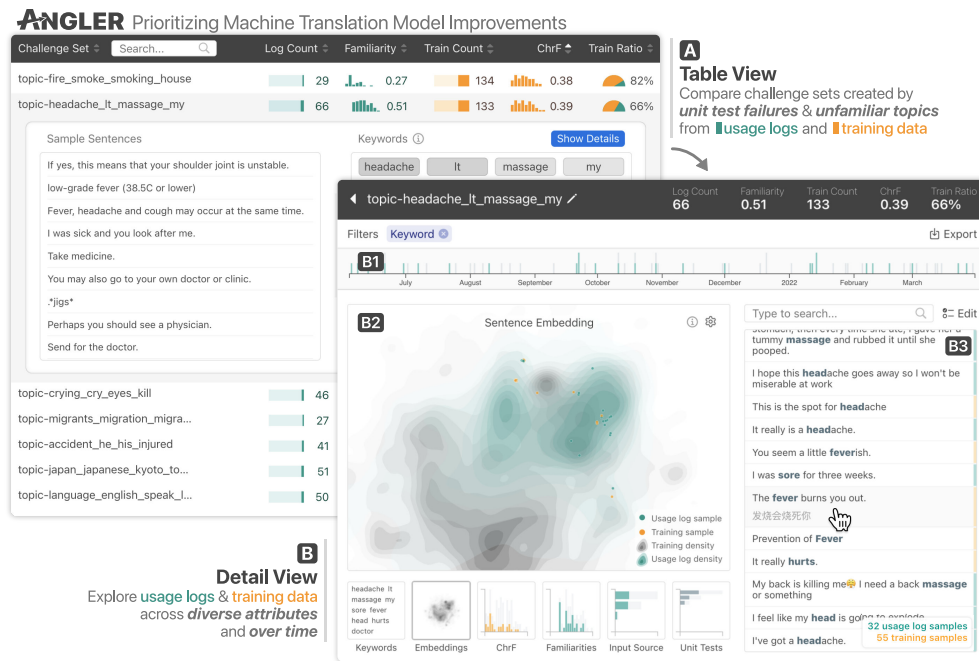 ANGLER Prioritizing Machine Translation Model Improvements
Challenge Set Search... Log Count Familiarity Train Count ChrF Train Ratio
topic-fire_smoke_smoking_house 29 0.27 134 0.38 82%
topic-headache_lt_massage_my 66 0.51 133 0.39 66%
Sample Sentences
If yes, this means that your shoulder joint is unstable.
low-grade fever (38.5C or lower)
Fever, headache and cough may occur at the same time.
I was sick and you look after me.
Take medicine.
You may also go to your own doctor or clinic.
.*jigs*
Perhaps you should see a physician.
Send for the doctor.
Keywords Show Details
headache lt massage my
topic-crying_cry_eyes_kill 46
topic-migrants_migration_migra... 27
topic-accident_he_his_injured 41
topic-japan_japanese_kyoto_to... 51
topic-language_english_speak_l... 50
A
Table View
Compare challenge sets created by
unit test failures & unfamiliar topics
from usage logs and training data
topic-headache_lt_massage_my
Log Count Familiarity Train Count ChrF Train Ratio
66 0.51 133 0.39 66%
Filters Keyword Export
B1
July August September October November December 2022 February March
B2
Sentence Embedding
Usage log sample
Training sample
Training density
Usage log density
Type to search... Edit
B3
tummy massage and rubbed it until she
pooped.
I hope this headache goes away so I won't be
miserable at work
This is the spot for headache
It really is a headache.
You seem a little feverish.
I was sore for three weeks.
The fever burns you out.
发烧会烧死你
Prevention of Fever
It really hurts.
My back is killing me😫 I need a back massage
or something
I feel like my head is going to explode
I've got a headache.
32 usage log samples
55 training samples
headache lt
massage my
sore fever
head hurts
doctor
Keywords Embeddings ChrF Familiarities Input Source Unit Tests
B
Detail View
Explore usage logs & training data
across diverse attributes
and over time